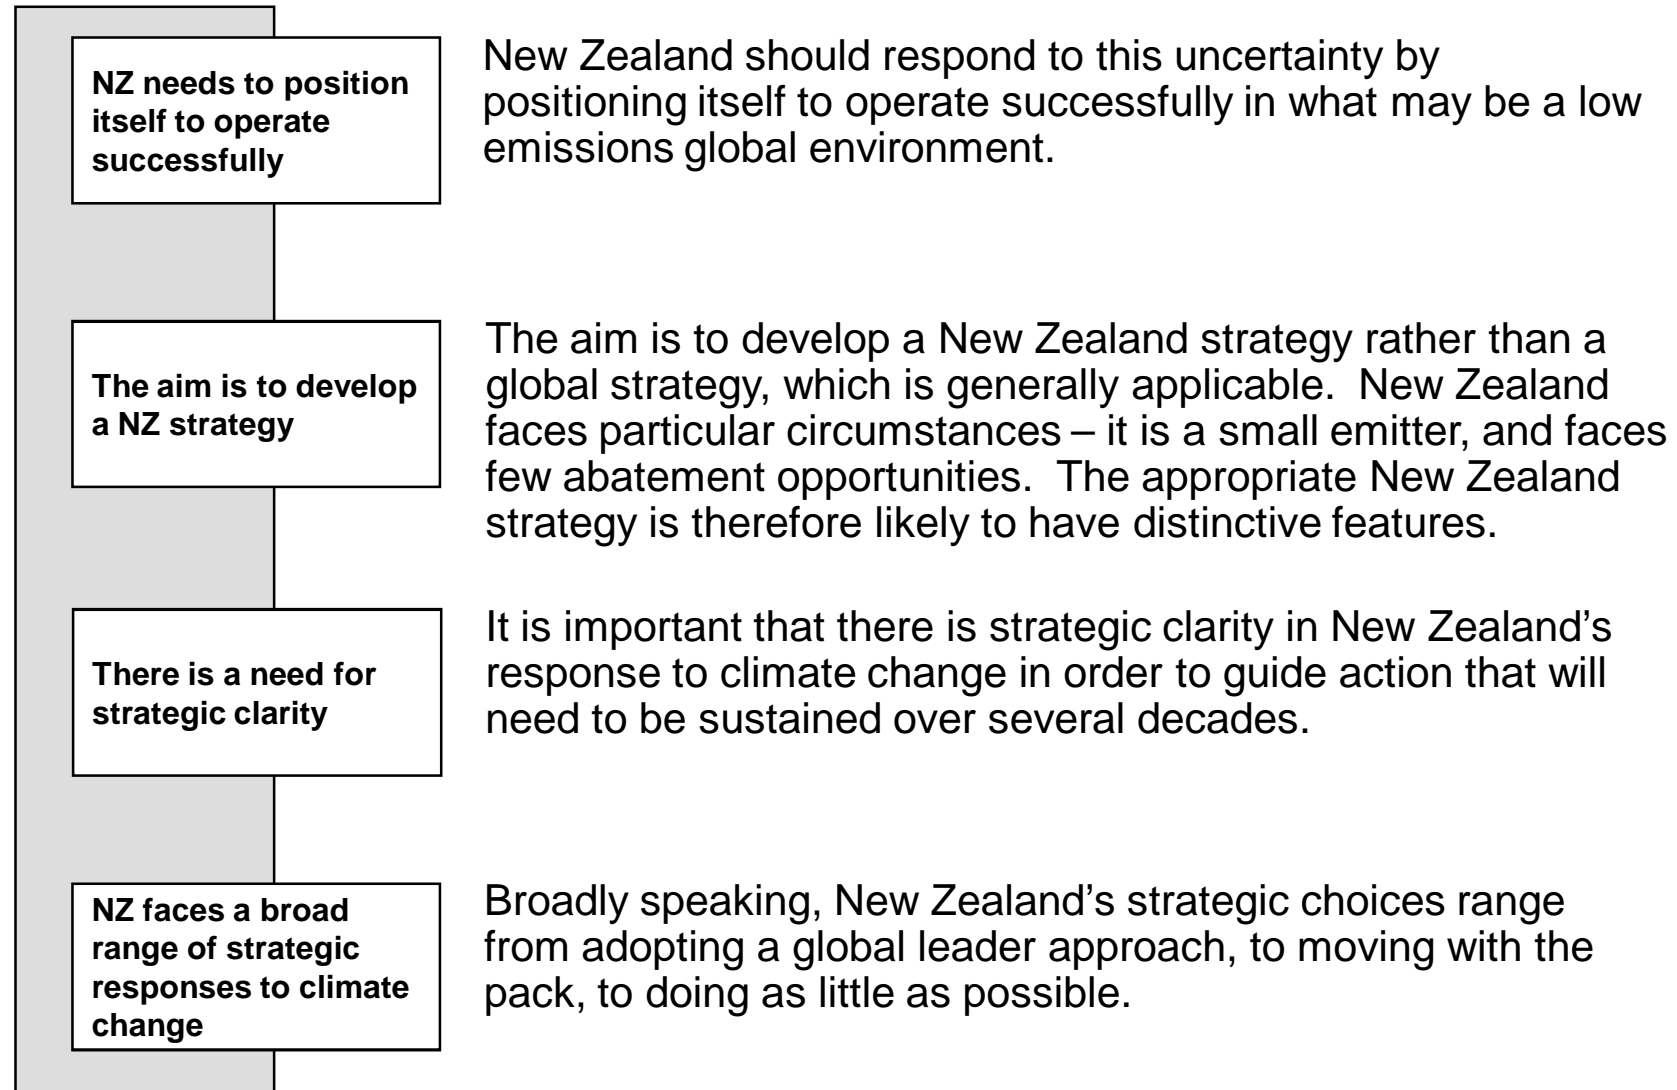 NZ needs to position
itself to operate
successfully
New Zealand should respond to this uncertainty by
positioning itself to operate successfully in what may be a low
emissions global environment.
The aim is to develop
a NZ strategy
The aim is to develop a New Zealand strategy rather than a
global strategy, which is generally applicable.  New Zealand
faces particular circumstances – it is a small emitter, and faces
few abatement opportunities.  The appropriate New Zealand
strategy is therefore likely to have distinctive features.
There is a need for
strategic clarity
It is important that there is strategic clarity in New Zealand’s
response to climate change in order to guide action that will
need to be sustained over several decades.
NZ faces a broad
range of strategic
responses to climate
change
Broadly speaking, New Zealand’s strategic choices range
from adopting a global leader approach, to moving with the
pack, to doing as little as possible.